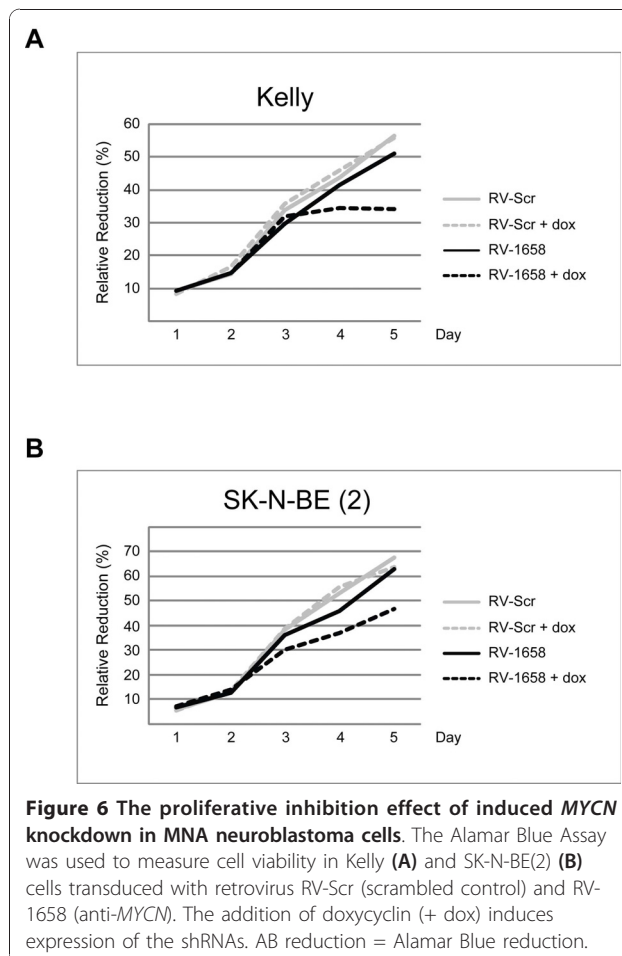 A
Kelly
Relative Reduction (%)
60
50
40
30
20
10
1 2 3 4 5 Day
RV-Scr
RV-Scr + dox
RV-1658
RV-1658 + dox
B
SK-N-BE (2)
Relative Reduction (%)
70
60
50
40
30
20
10
1 2 3 4 5 Day
RV-Scr
RV-Scr + dox
RV-1658
RV-1658 + dox
Figure 6 The proliferative inhibition effect of induced MYCN
knockdown in MNA neuroblastoma cells. The Alamar Blue Assay
was used to measure cell viability in Kelly (A) and SK-N-BE(2) (B)
cells transduced with retrovirus RV-Scr (scrambled control) and RV-
1658 (anti-MYCN). The addition of doxycyclin (+ dox) induces
expression of the shRNAs. AB reduction = Alamar Blue reduction.